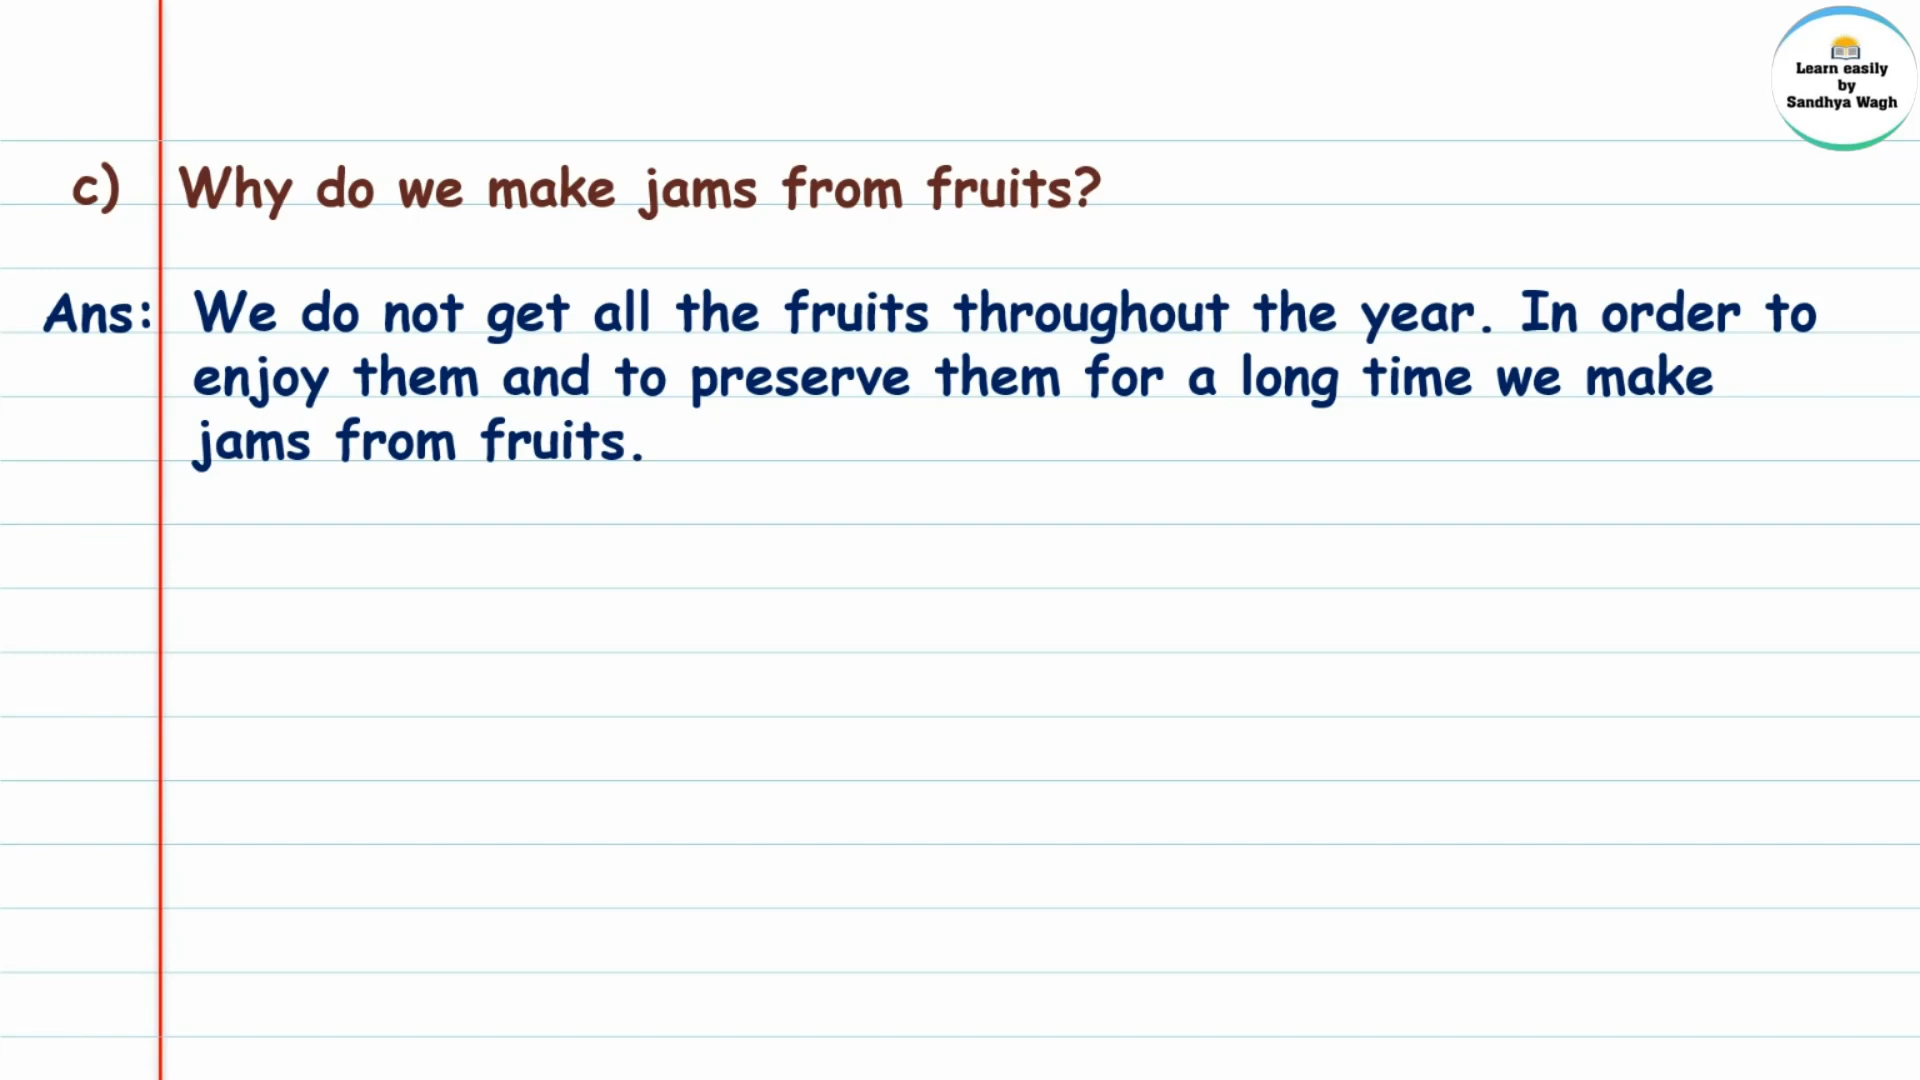 Learn easily
by
Sandhya Wagh
c) Why do we make jams from fruits?
Ans: We do not get all the fruits throughout the year. In order to
enjoy them and to preserve them for a long time we make
jams from fruits.